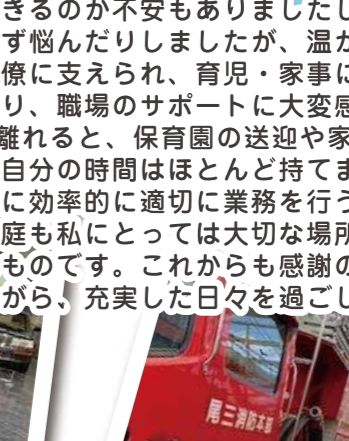 きるのか不安もありましたし
ず悩んだりしましたが、温か
僚に支えられ、育児・家事に
り、職場のサポートに大変感
離れると、保育園の送迎や家
自分の時間はほとんど持てま
に効率的に適切に業務を行う
庭も私にとっては大切な場所
ものです。これからも感謝の
がら、充実した日々を過ごし
尾三消防本部